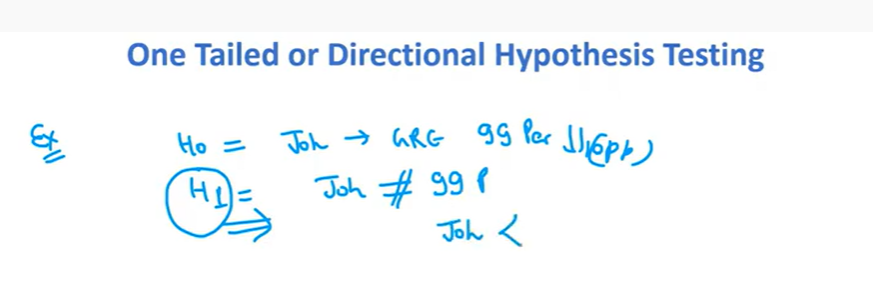 One Tailed or Directional Hypothesis Testing
Ex
H0 = Joh → GRG 99 Per
H1 = Joh # 99 P
Joh <